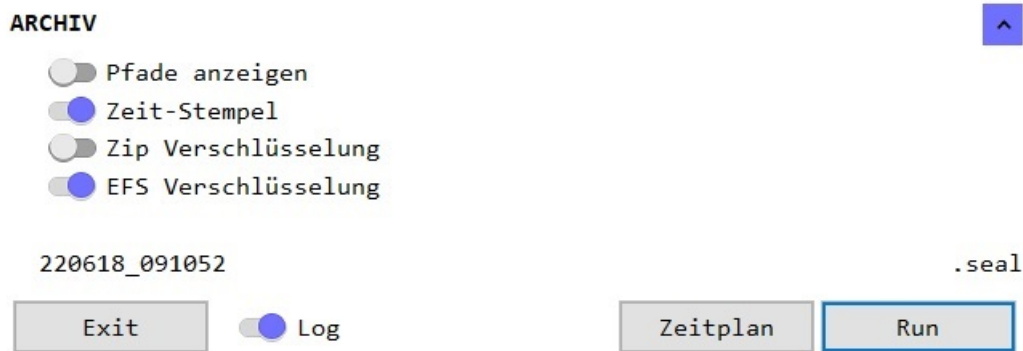 ARCHIV
Pfade anzeigen
Zeit-Stempel
Zip Verschlüsselung
EFS Verschlüsselung
220618_091052 .seal
Exit Log Zeitplan Run